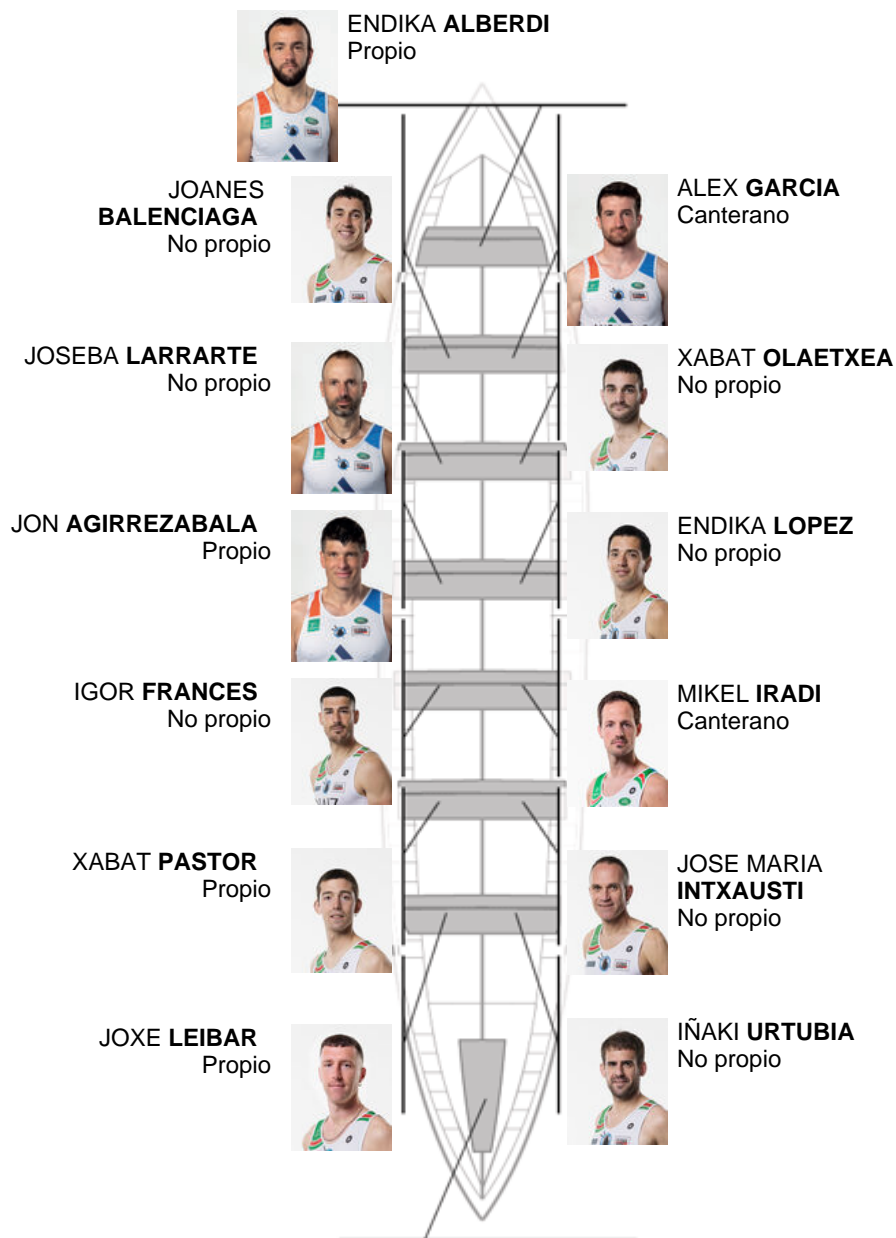 ENDIKA ALBERDI
Propio
JOANES
BALENCIAGA
No propio
ALEX GARCIA
Canterano
JOSEBA LARRARTE
No propio
XABAT OLAETXEA
No propio
JON AGIRREZABALA
Propio
ENDIKA LOPEZ
No propio
IGOR FRANCES
No propio
MIKEL IRADI
Canterano
XABAT PASTOR
Propio
JOSE MARIA
INTXAUSTI
No propio
JOXE LEIBAR
Propio
IÑAKI URTUBIA
No propio